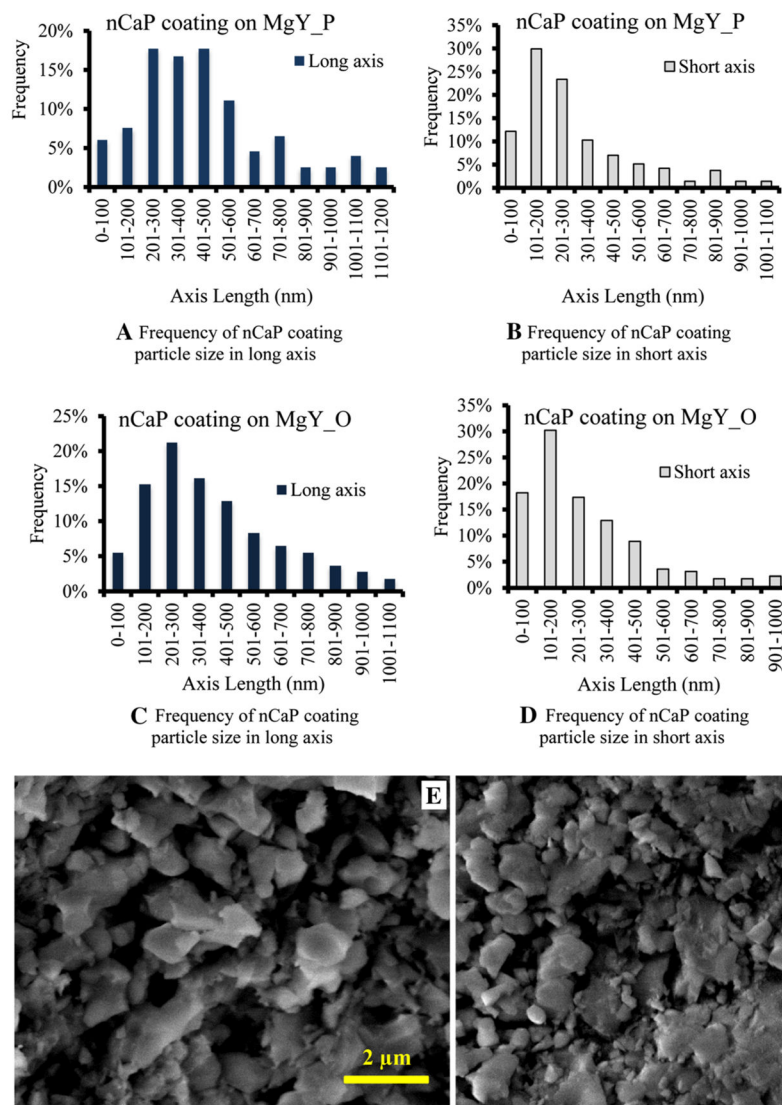 nCaP coating on MgY_P
Frequency
20%
15%
10%
5%
0%
Long axis
0-100
101-200
201-300
301-400
401-500
501-600
601-700
701-800
801-900
901-1000
1001-1100
1101-1200
Axis Length (nm)
A Frequency of nCaP coating
particle size in long axis
nCaP coating on MgY_P
Frequency
35%
30%
25%
20%
15%
10%
5%
0%
Short axis
0-100
101-200
201-300
301-400
401-500
501-600
601-700
701-800
801-900
901-1000
1001-1100
Axis Length (nm)
B Frequency of nCaP coating
particle size in short axis
nCaP coating on MgY_O
Frequency
25%
20%
15%
10%
5%
0%
Long axis
0-100
101-200
201-300
301-400
401-500
501-600
601-700
701-800
801-900
901-1000
1001-1100
Axis Length (nm)
C Frequency of nCaP coating
particle size in long axis
nCaP coating on MgY_O
Frequency
35%
30%
25%
20%
15%
10%
5%
0%
Short axis
0-100
101-200
201-300
301-400
401-500
501-600
601-700
701-800
801-900
901-1000
Axis Length (nm)
D Frequency of nCaP coating
particle size in short axis
E
2 µm